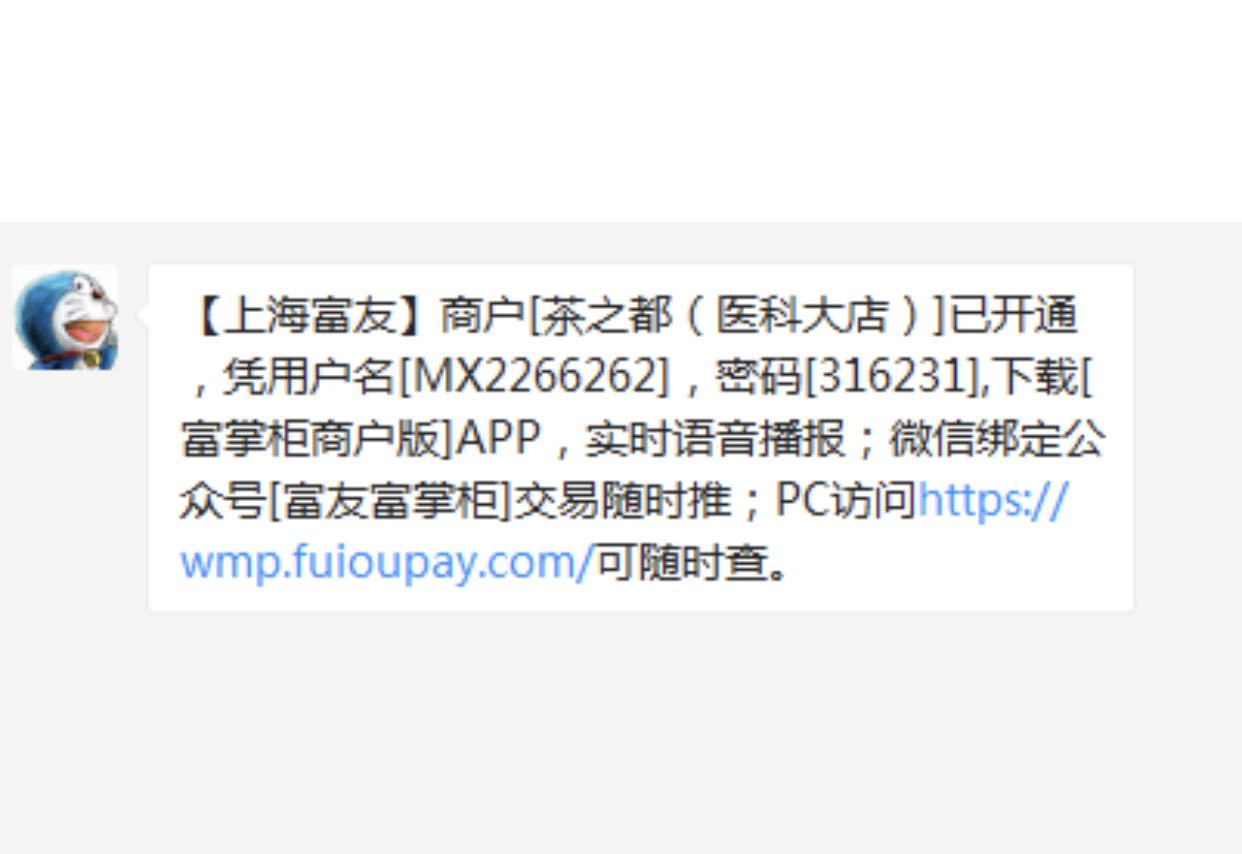 【上海富友】商户[茶之都（医科大店）]已开通
，凭用户名[MX2266262]，密码[316231],下载[
富掌柜商户版]APP，实时语音播报；微信绑定公
众号[富友富掌柜]交易随时推；PC访问https://
wmp.fuioupay.com/可随时查。